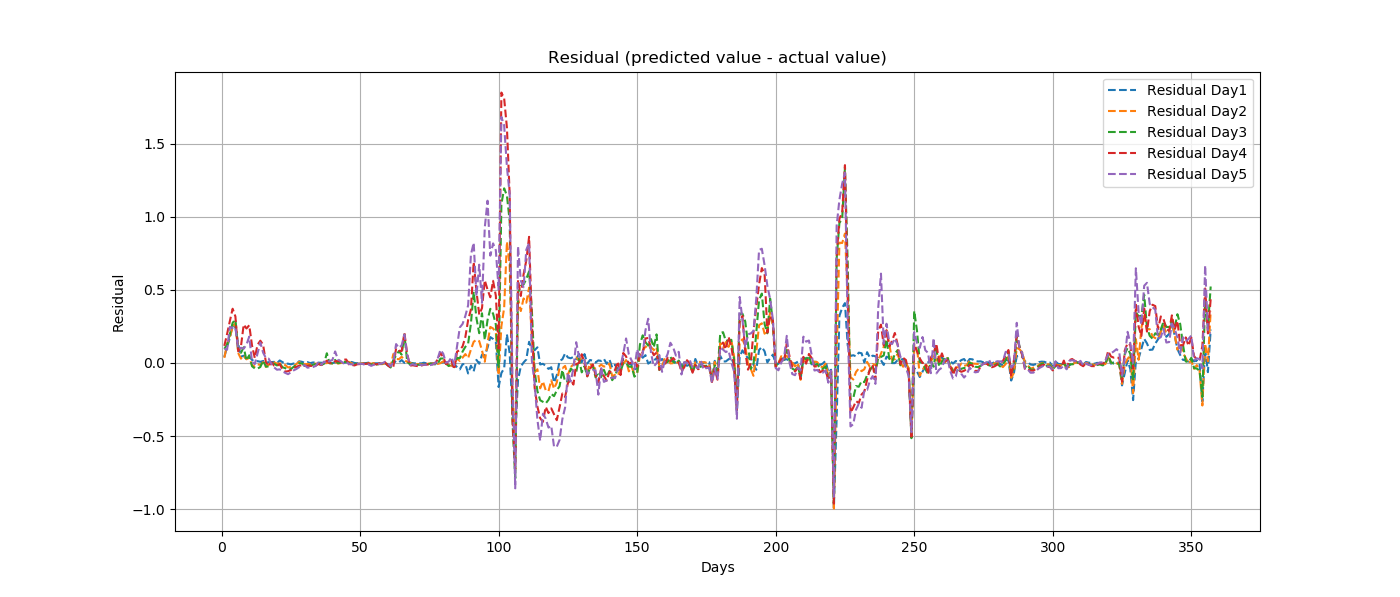 Residual (predicted value - actual value)
Residual Day1
Residual Day2
Residual Day3
Residual Day4
Residual Day5
1.5
1.0
0.5
0.0
−0.5
−1.0
Residual
0 50 100 150 200 250 300 350
Days